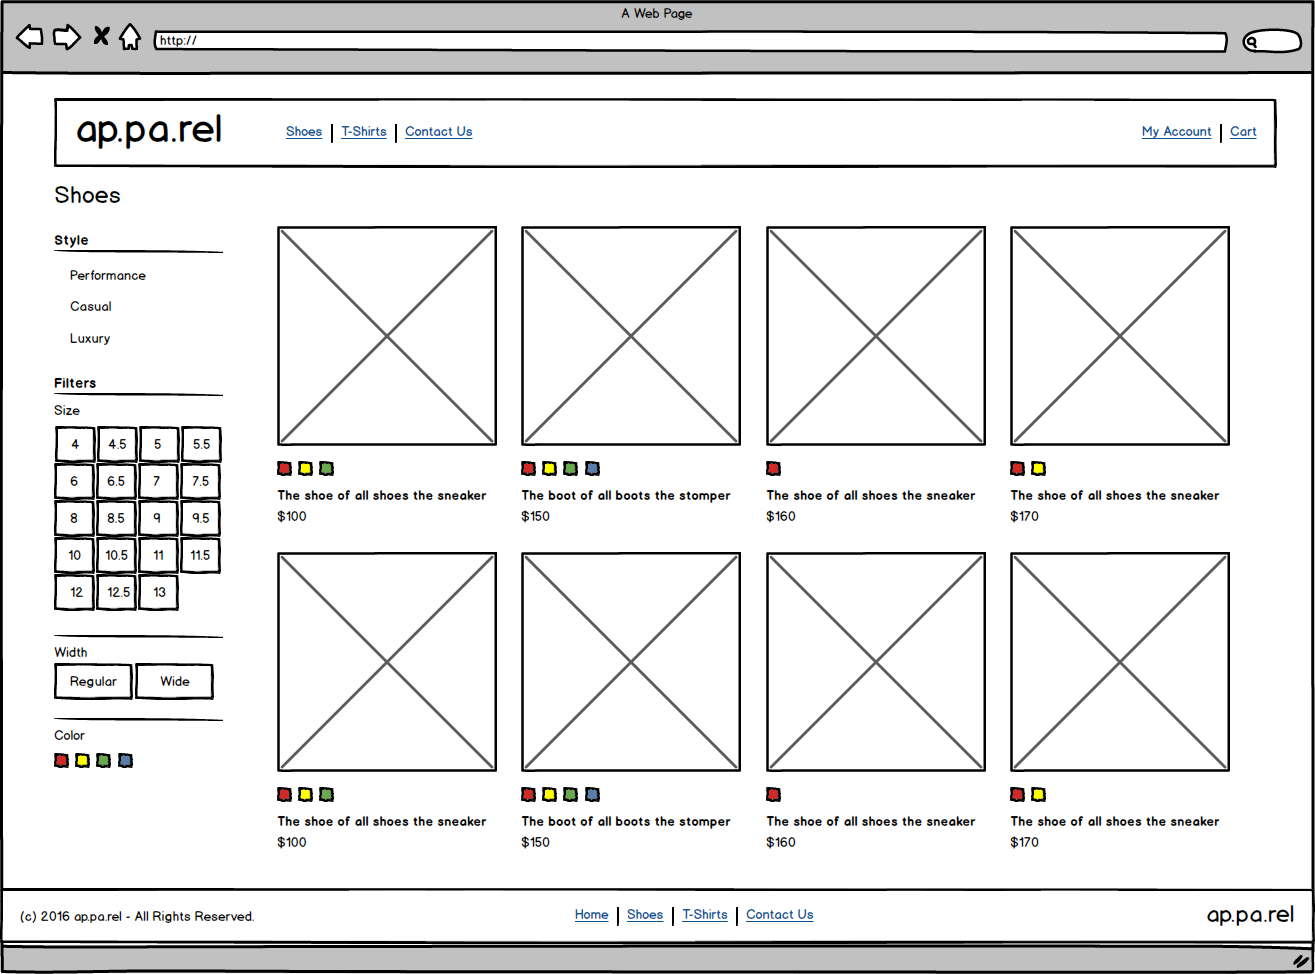 A Web Page
http://
ap.pa.rel
Shoes T-Shirts Contact Us
My Account Cart
Shoes
Style
Performance
Casual
Luxury
Filters
Size
4 4.5 5 5.5
6 6.5 7 7.5
8 8.5 9 9.5
10 10.5 11 11.5
12 12.5 13
Width
Regular Wide
Color
The shoe of all shoes the sneaker
$100
The boot of all boots the stomper
$150
The shoe of all shoes the sneaker
$160
The shoe of all shoes the sneaker
$170
The shoe of all shoes the sneaker
$100
The boot of all boots the stomper
$150
The shoe of all shoes the sneaker
$160
The shoe of all shoes the sneaker
$170
(c) 2016 ap.pa.rel - All Rights Reserved.
Home Shoes T-Shirts Contact Us
ap.pa.rel